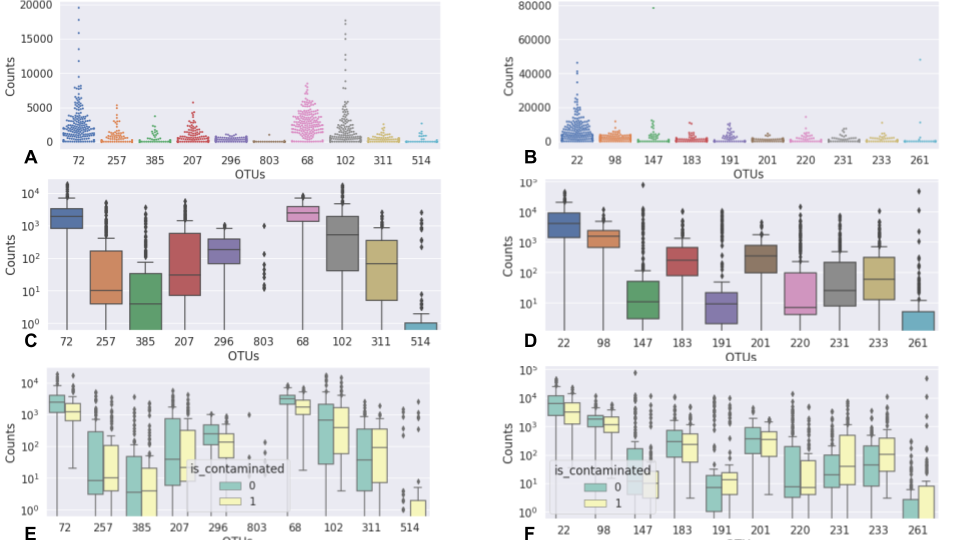 20000
15000
10000
5000
0
Counts
A
72 257 385 207 296 803 68 102 311 514
OTUs
80000
60000
40000
20000
0
Counts
B
22 98 147 183 191 201 220 231 233 261
OTUs
10⁴
10³
10²
10¹
10⁰
Counts
C
72 257 385 207 296 803 68 102 311 514
OTUs
10⁵
10⁴
10³
10²
10¹
Counts
D
22 98 147 183 191 201 220 231 233 261
OTUs
10⁴
10³
10²
10¹
10⁰
Counts
is_contaminated
0
1
E
72 257 385 207 296 803 68 102 311 514
OTUs
10⁵
10⁴
10³
10²
10¹
10⁰
Counts
is_contaminated
0
1
F
22 98 147 183 191 201 220 231 233 261